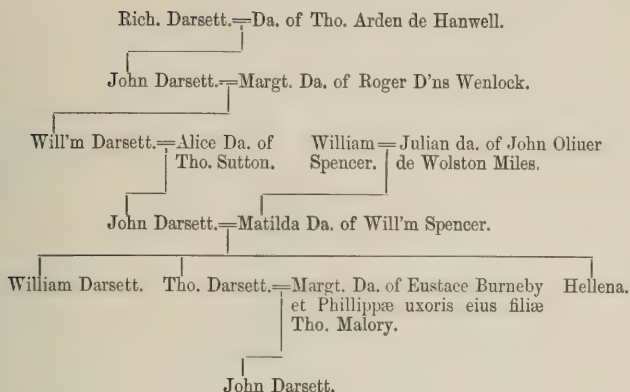 Rich. Darsett.=Da. of Tho. Arden de Hanwell.
John Darsett.=Margt. Da. of Roger D'ns Wenlock.
Will'm Darsett.=Alice Da. of Tho. Sutton.
William Spencer.=Julian da. of John Oliuer de Wolston Miles.
John Darsett.=Matilda Da. of Will'm Spencer.
William Darsett.
Tho. Darsett.=Margt. Da. of Eustace Burneby
et Phillippæ uxoris eius filiæ
Tho. Malory.
Hellena.
John Darsett.